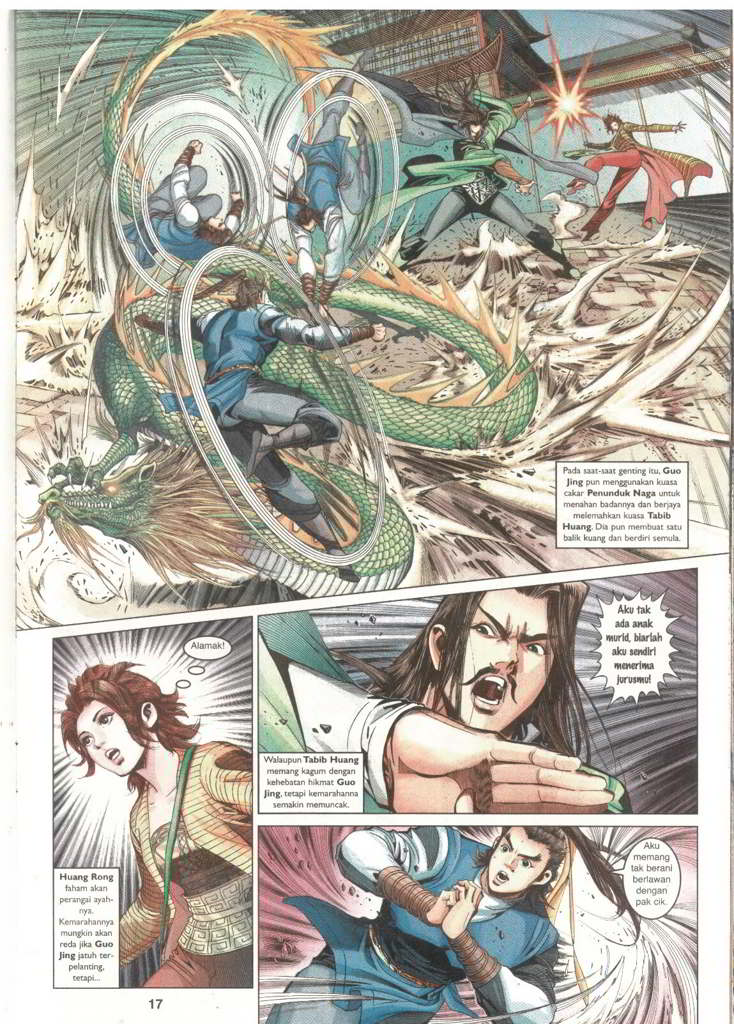 Pada saat-saat genting itu, Guo
Jing pun menggunakan kuasa
cakar Penunduk Naga untuk
menahan badannya dan berjaya
melemahkan kuasa Tabib
Huang. Dia pun membuat satu
balik kuang dan berdiri semula.
Alamak!
Huang Rong
faham akan
perangai ayah-
nya.
Kemarahannya
mungkin akan
reda jika Guo
Jing jatuh ter-
pelanting,
tetapi...
Aku tak
ada anak
murid, biarlah
aku sendiri
menerima
jurusmu!
Walaupun Tabib Huang
memang kagum dengan
kehebatan hikmat Guo
Jing, tetapi kemarahanna
semakin memuncak.
Aku
memang
tak berani
berlawan
dengan
pak cik.
17